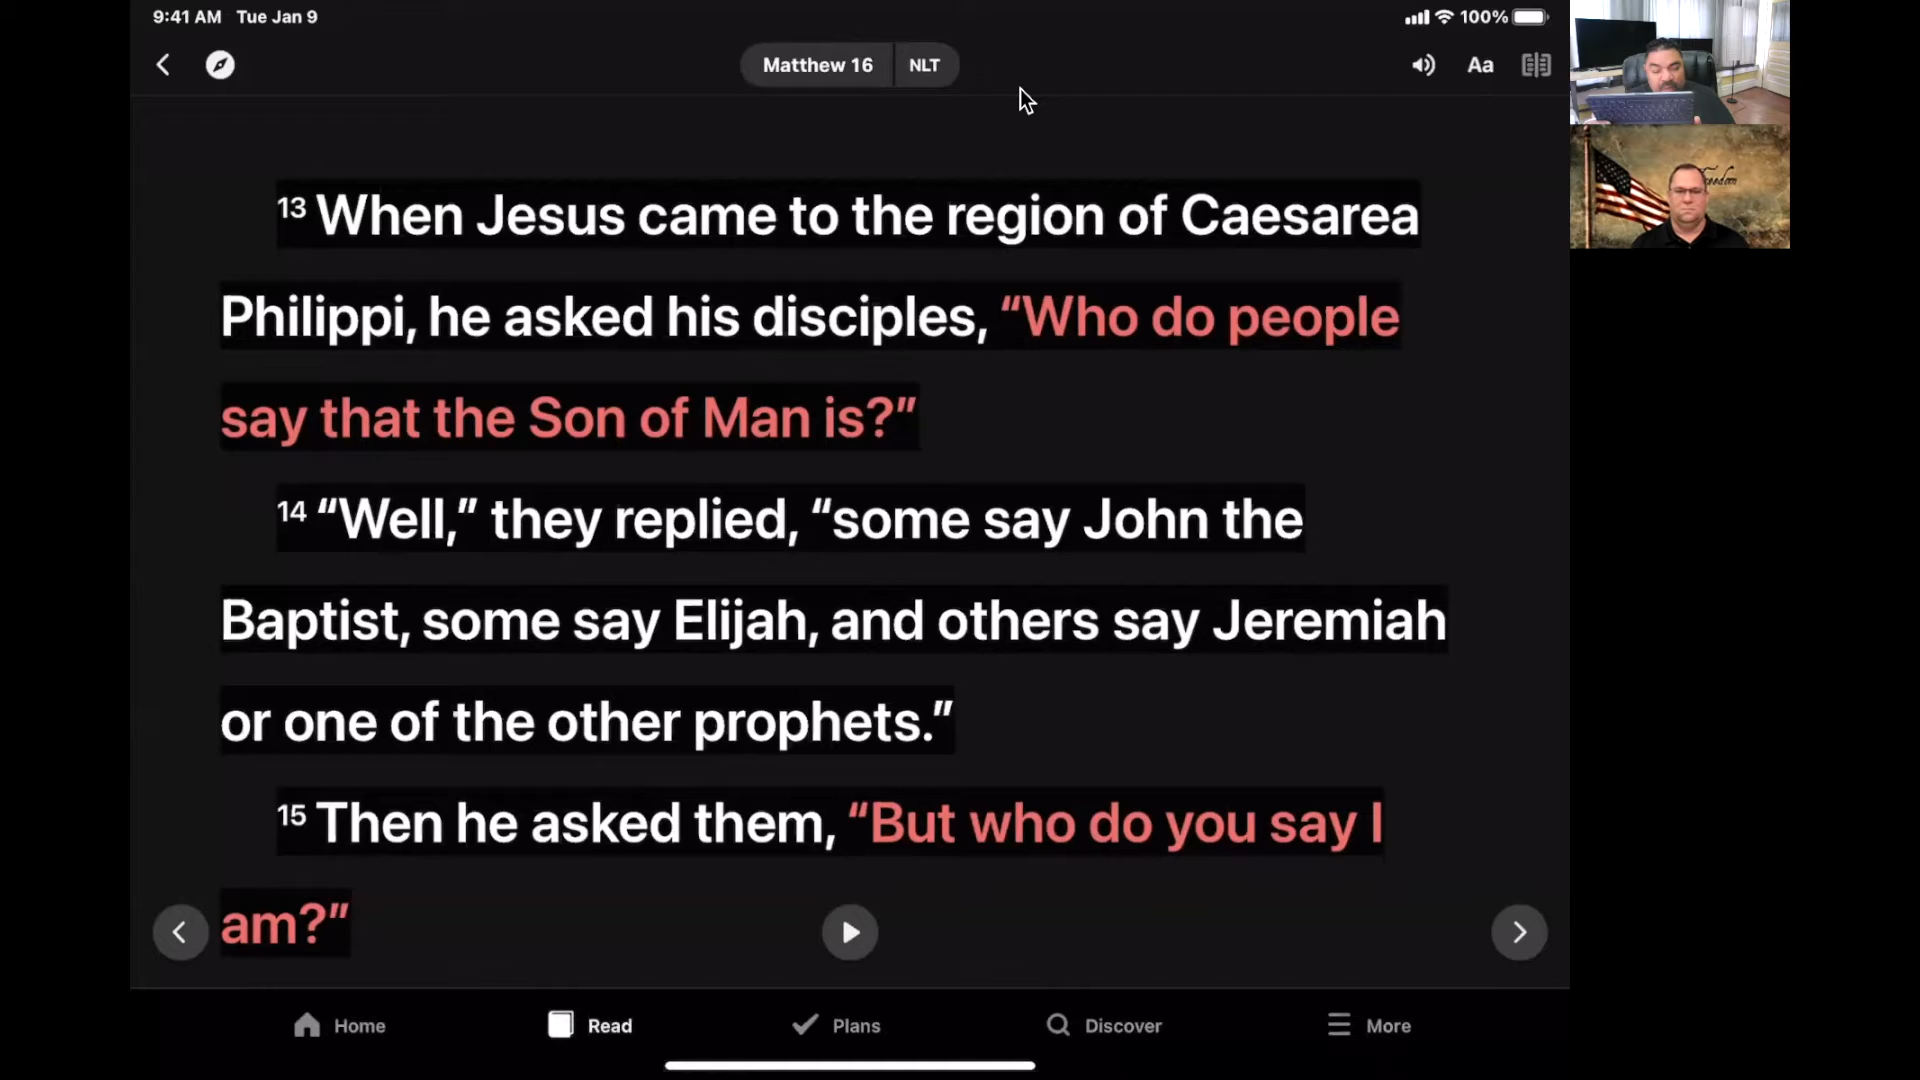 9:41 AM Tue Jan 9
100%
Matthew 16 NLT
Aa
13 When Jesus came to the region of Caesarea
Philippi, he asked his disciples, “Who do people
say that the Son of Man is?”
14 “Well,” they replied, “some say John the
Baptist, some say Elijah, and others say Jeremiah
or one of the other prophets.”
15 Then he asked them, “But who do you say I
am?”
Home Read Plans Discover More